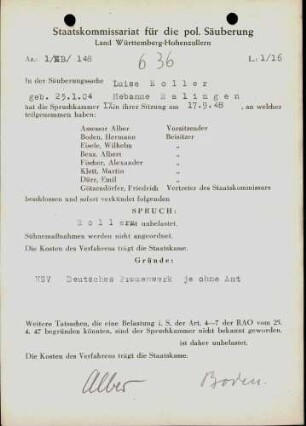 Staatskommissariat für die pol. Säuberung
Land Württemberg-Hohenzollern
Az.: 1/XB/ 148
636
L.: 1/16
In der Säuberungssache Luise Koller
geb. 25.1.04 Hebamme Balingen
hat die Spruchkammer in ihrer Sitzung am 17.9.48, an welcher
teilgenommen haben:
Assessor Alber Vorsitzender
Boden, Hermann Beisitzer
Eisele, Wilhelm "
Benz, Albert "
Fischer, Alexander "
Klett, Martin "
Dürr, Emil "
Götzendörfer, Friedrich Vertreter des Staatskommissars
beschlossen und sofort verkündet folgenden
SPRUCH:
Koller ist unbelastet.
Sühnemaßnahmen werden nicht angeordnet.
Die Kosten des Verfahrens trägt die Staatskasse.
Gründe:
NSV Deutsches Frauenwerk je ohne Amt
Weitere Tatsachen, die eine Belastung i. S. der Art. 4—7 der RAO vom 25.
4. 47 begründen könnten, sind der Spruchkammer nicht bekannt geworden.
ist daher unbelastet.
Die Kosten des Verfahrens trägt die Staatskasse.
Alber Boden.